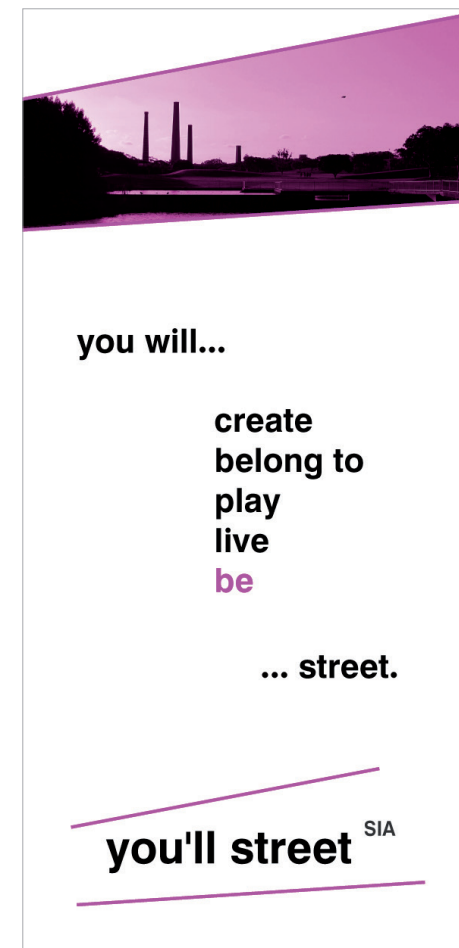 you will...
create
belong to
play
live
be
... street.
you'll street SIA